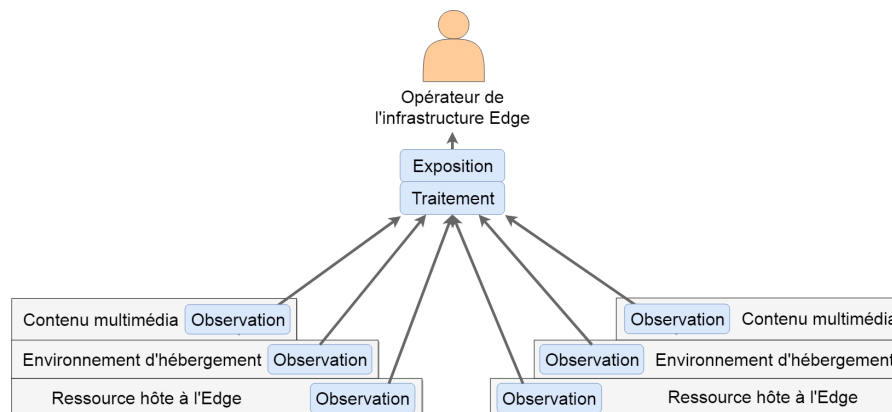 Opérateur de
l'infrastructure Edge
Exposition
Traitement
Contenu multimédia Observation
Observation Contenu multimédia
Environnement d'hébergement Observation
Observation Environnement d'hébergement
Ressource hôte à l'Edge Observation
Observation Ressource hôte à l'Edge